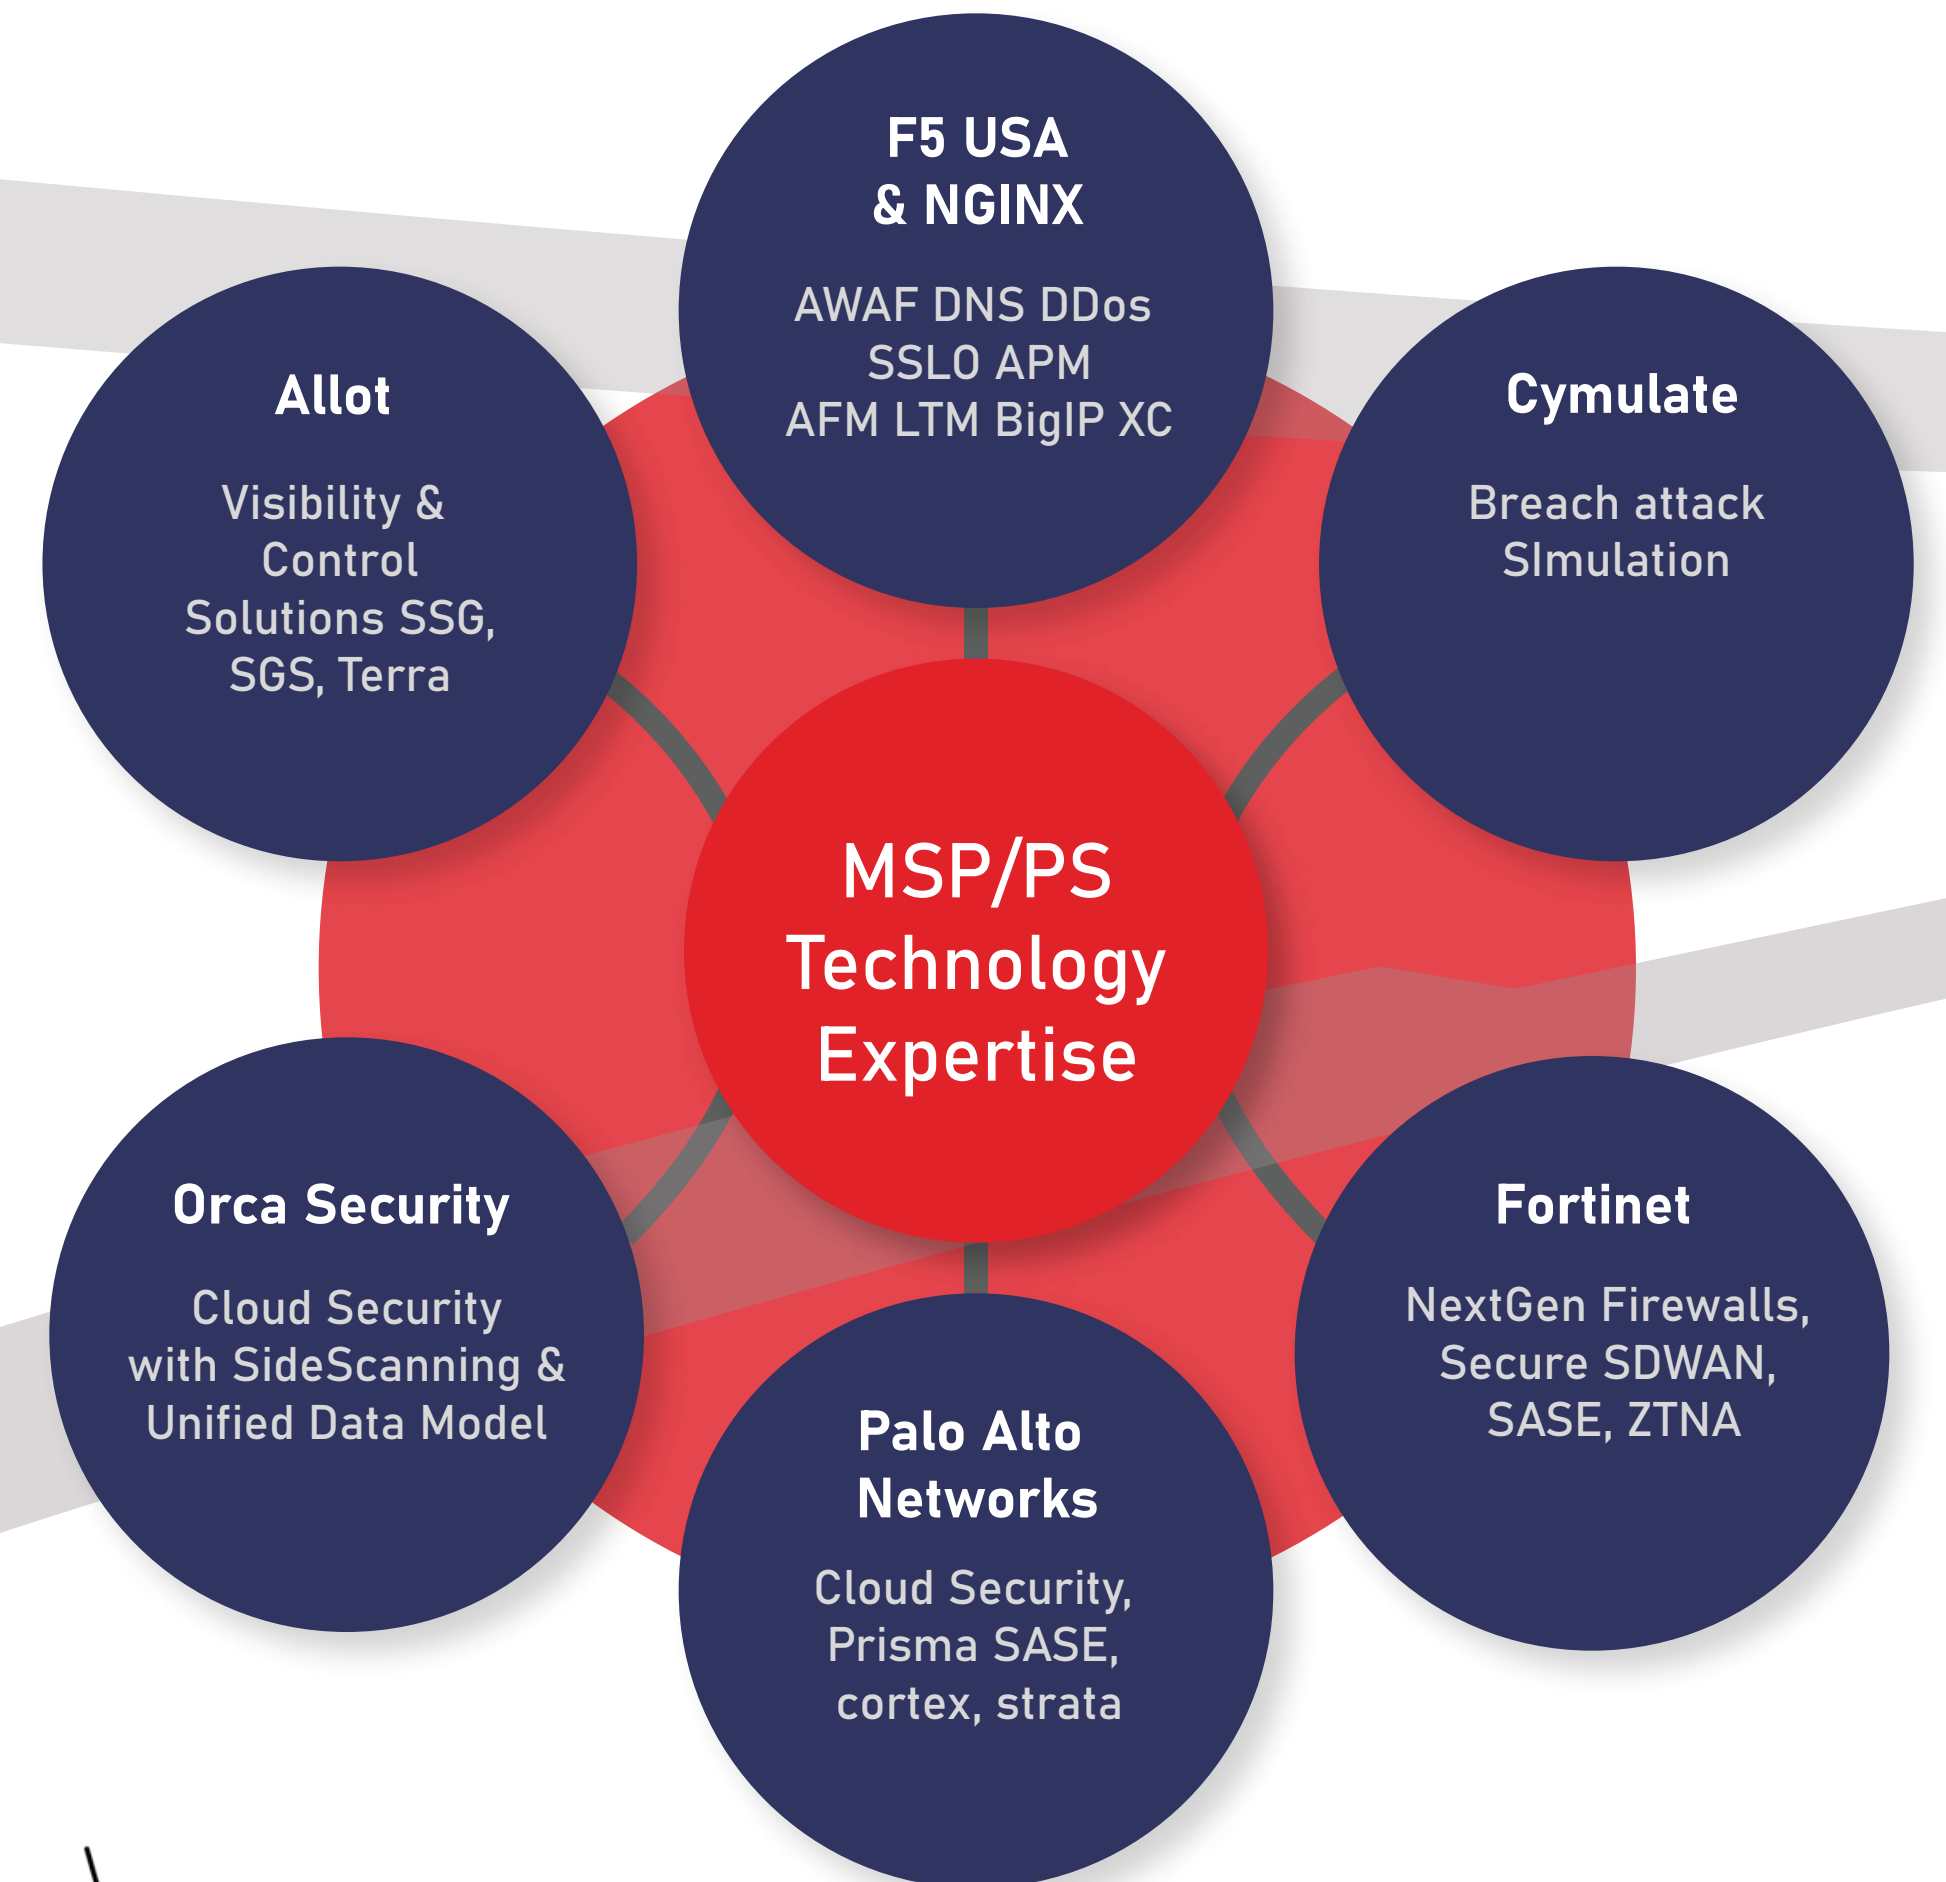 F5 USA
& NGINX
AWAF DNS DDos
SSLO APM
AFM LTM BigIP XC
Allot
Visibility &
Control
Solutions SSG,
SGS, Terra
Cymulate
Breach attack
SImulation
MSP/PS
Technology
Expertise
Orca Security
Cloud Security
with SideScanning &
Unified Data Model
Fortinet
NextGen Firewalls,
Secure SDWAN,
SASE, ZTNA
Palo Alto
Networks
Cloud Security,
Prisma SASE,
cortex, strata